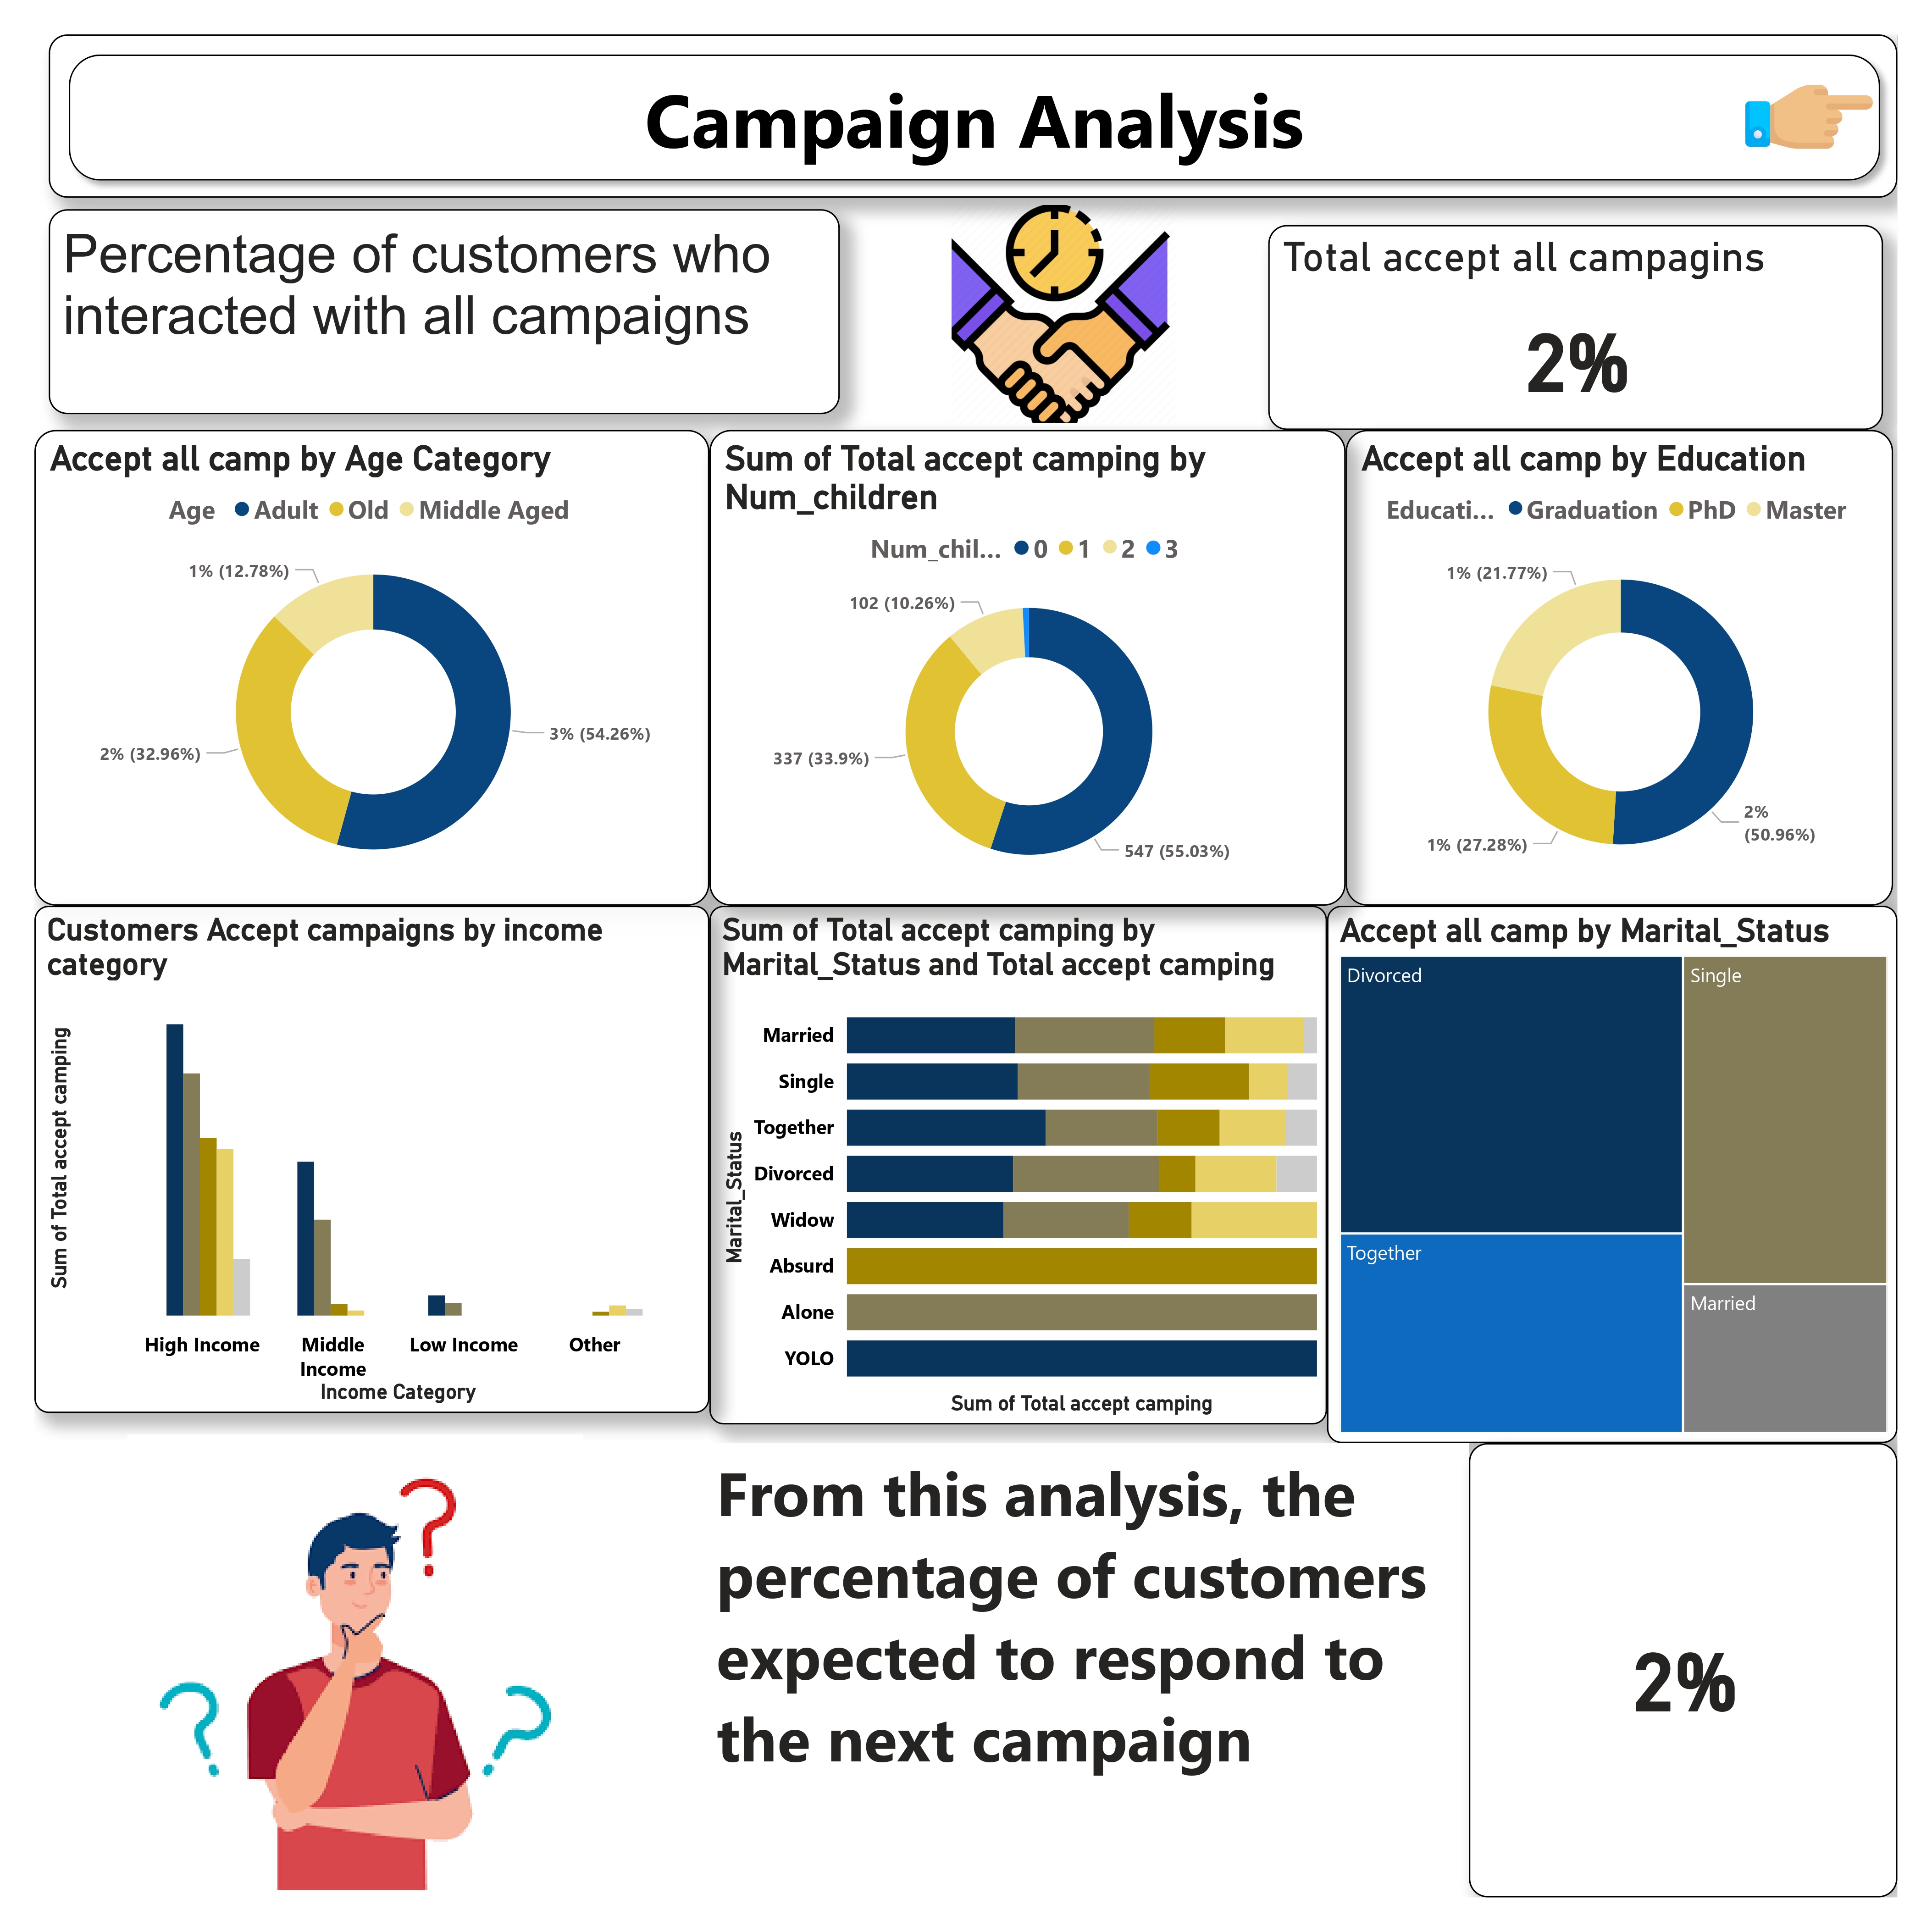 Campaign Analysis
Percentage of customers who
interacted with all campaigns
Total accept all campagins
2%
Accept all camp by Age Category
Age Adult Old Middle Aged
1% (12.78%)
2% (32.96%)
3% (54.26%)
Sum of Total accept camping by
Num_children
Num_chil... 0 1 2 3
102 (10.26%)
337 (33.9%)
547 (55.03%)
Accept all camp by Education
Educati... Graduation PhD Master
1% (21.77%)
1% (27.28%)
2%
(50.96%)
Customers Accept campaigns by income
category
Sum of Total accept camping
High Income
Middle
Income
Low Income
Other
Income Category
Sum of Total accept camping by
Marital_Status and Total accept camping
Marital_Status
Married
Single
Together
Divorced
Widow
Absurd
Alone
YOLO
Sum of Total accept camping
Accept all camp by Marital_Status
Divorced
Single
Together
Married
From this analysis, the
percentage of customers
expected to respond to
the next campaign
2%